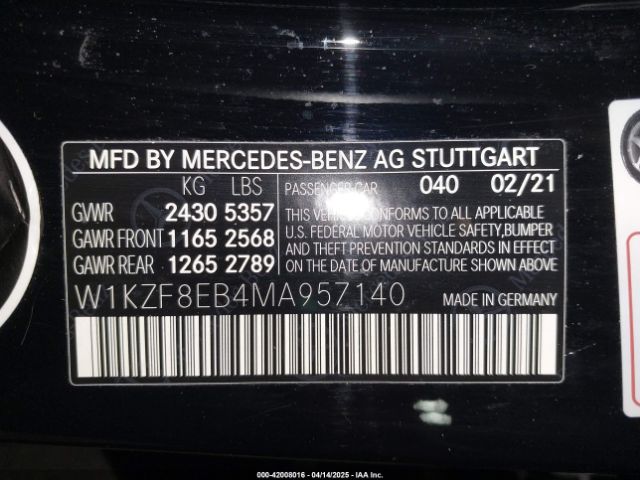 MFD BY MERCEDES-BENZ AG STUTTGART
KG LBS
PASSENGER CAR 040 02/21
GVWR 2430 5357
GAWR FRONT 1165 2568
GAWR REAR 1265 2789
THIS VEHICLE CONFORMS TO ALL APPLICABLE
U.S. FEDERAL MOTOR VEHICLE SAFETY,BUMPER
AND THEFT PREVENTION STANDARDS IN EFFECT
ON THE DATE OF MANUFACTURE SHOWN ABOVE
W1KZF8EB4MA957140
MADE IN GERMANY
000-42008016 - 04/14/2025 - IAA Inc.